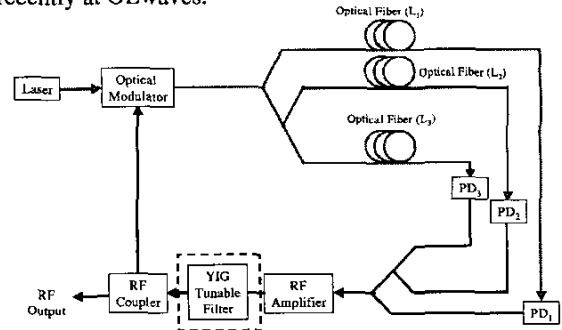 recently at OEwaves.
Optical Fiber (L1)
Optical Fiber (L2)
Optical Fiber (L3)
Laser
Optical
Modulator
PD3
PD2
PD1
RF
Output
RF
Coupler
YIG
Tunable
Filter
RF
Amplifier